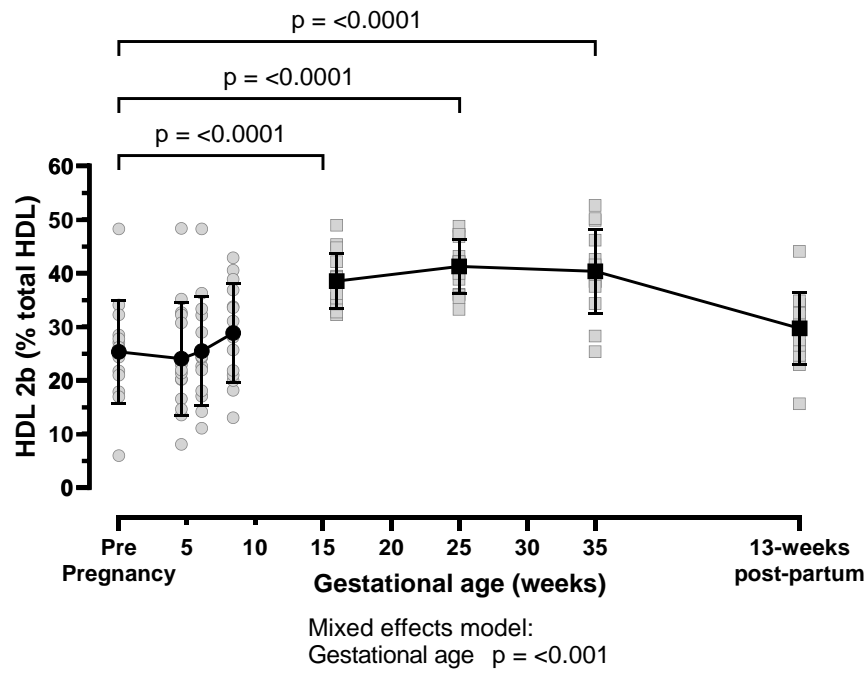 p = <0.0001
p = <0.0001
p = <0.0001
60
50
40
30
20
10
0
HDL 2b (% total HDL)
Pre Pregnancy
5
10
15
20
25
30
35
13-weeks
post-partum
Gestational age (weeks)
Mixed effects model:
Gestational age p = <0.001